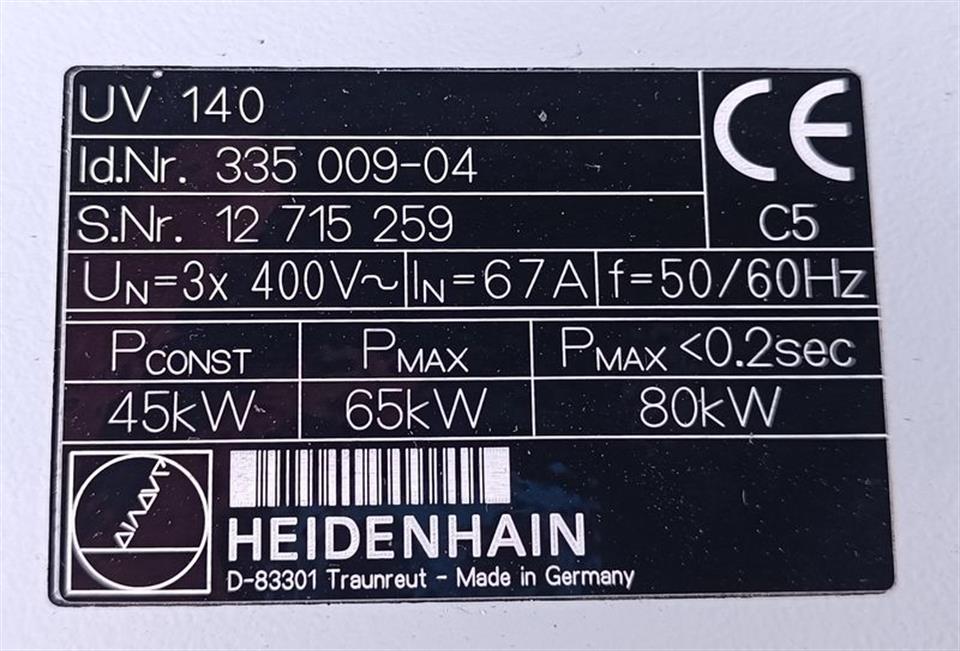 UV 140
CE
Id.Nr. 335 009-04
S.Nr. 12 715 259
C5
UN=3x 400V~ IN=67A f=50/60Hz
PCONST PMAX PMAX <0.2sec
45kW 65kW 80kW
HEIDENHAIN
D-83301 Traunreut - Made in Germany